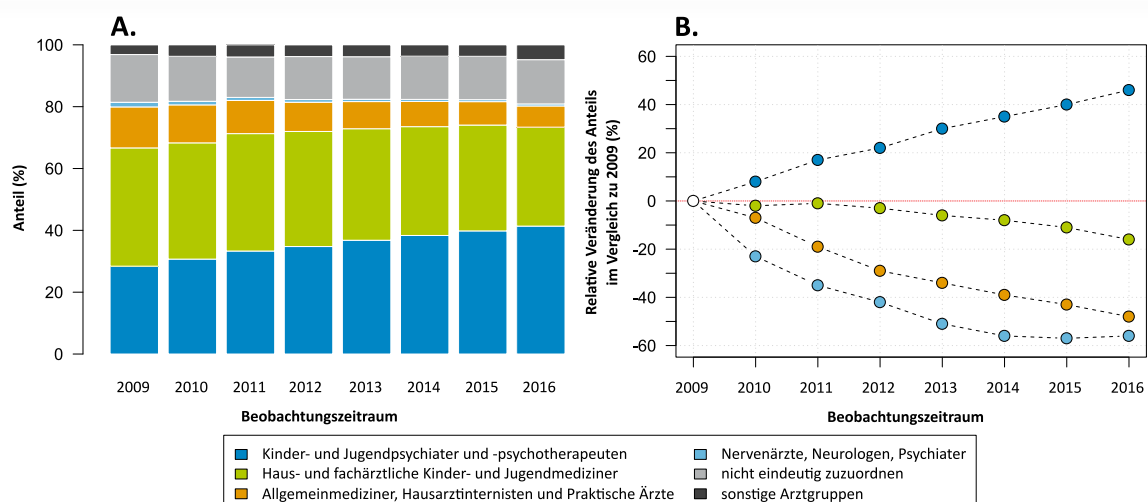 A.
Anteil (%)
100
80
60
40
20
0
2009 2010 2011 2012 2013 2014 2015 2016
Beobachtungszeitraum
B.
Relative Veränderung des Anteils
im Vergleich zu 2009 (%)
60
40
20
0
-20
-40
-60
2009 2010 2011 2012 2013 2014 2015 2016
Beobachtungszeitraum
Kinder- und Jugendpsychiater und -psychotherapeuten
Haus- und fachärztliche Kinder- und Jugendmediziner
Allgemeinmediziner, Hausarztinternisten und Praktische Ärzte
Nervenärzte, Neurologen, Psychiater
nicht eindeutig zuzuordnen
sonstige Arztgruppen